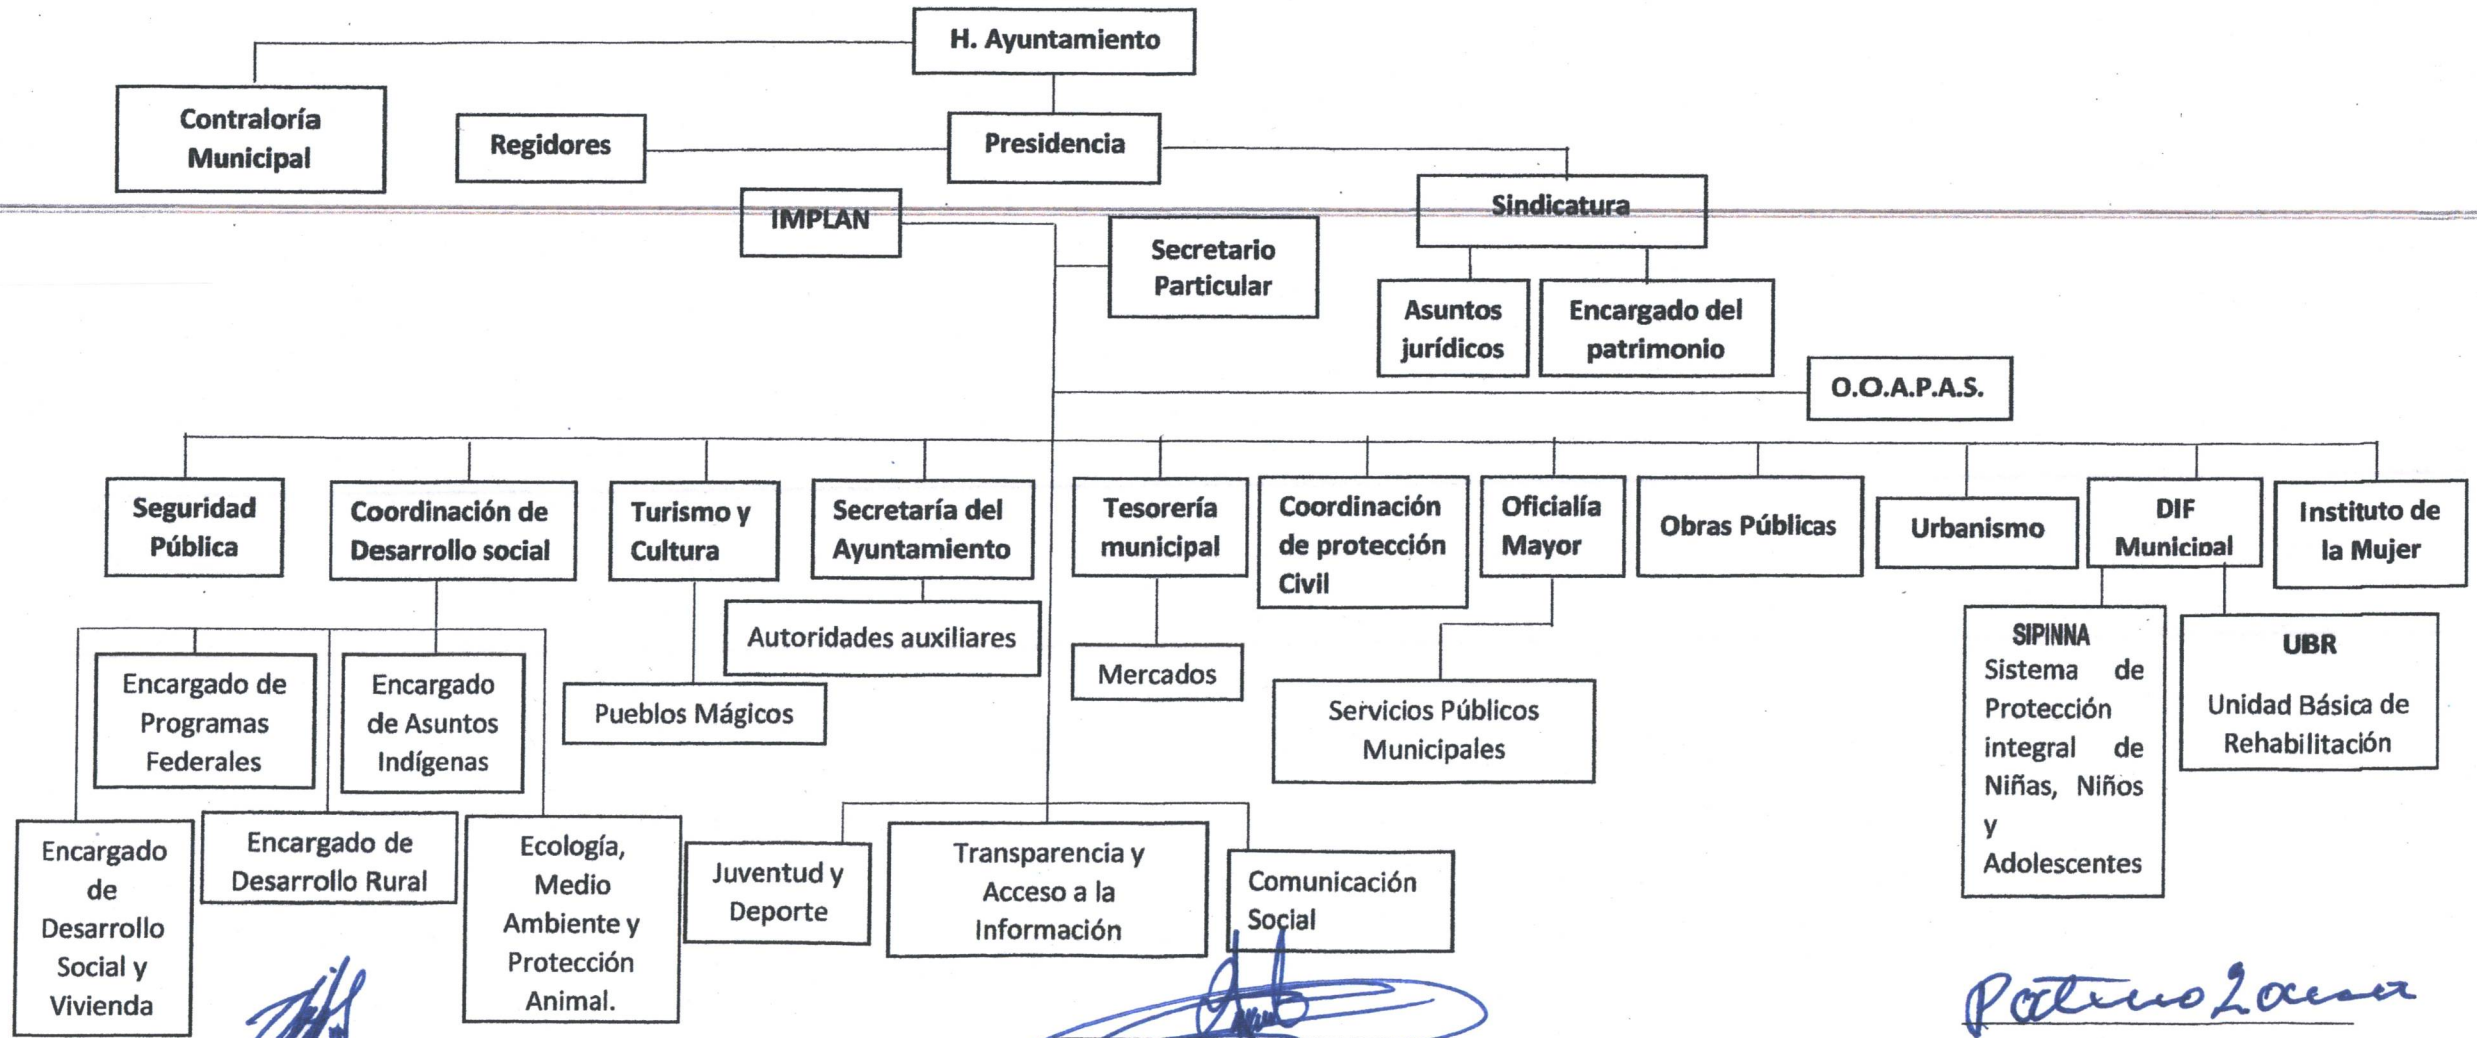 H. Ayuntamiento
Contraloría
Municipal
Regidores
Presidencia
IMPLAN
Sindicatura
Secretario
Particular
Asuntos
jurídicos
Encargado del
patrimonio
O.O.A.P.A.S.
Seguridad
Pública
Coordinación de
Desarrollo social
Turismo y
Cultura
Secretaría del
Ayuntamiento
Tesorería
municipal
Coordinación
de protección
Civil
Oficialía
Mayor
Obras Públicas
Urbanismo
DIF
Municipal
Instituto de
la Mujer
Encargado de
Programas
Federales
Encargado
de Asuntos
Indígenas
Pueblos Mágicos
Autoridades auxiliares
Mercados
Servicios Públicos
Municipales
SIPINNA
Sistema de
Protección
integral de
Niñas, Niños
y
Adolescentes
UBR
Unidad Básica de
Rehabilitación
Encargado
de
Desarrollo
Social y
Vivienda
Encargado de
Desarrollo Rural
Ecología,
Medio
Ambiente y
Protección
Animal.
Juventud y
Deporte
Transparencia y
Acceso a la
Información
Comunicación
Social